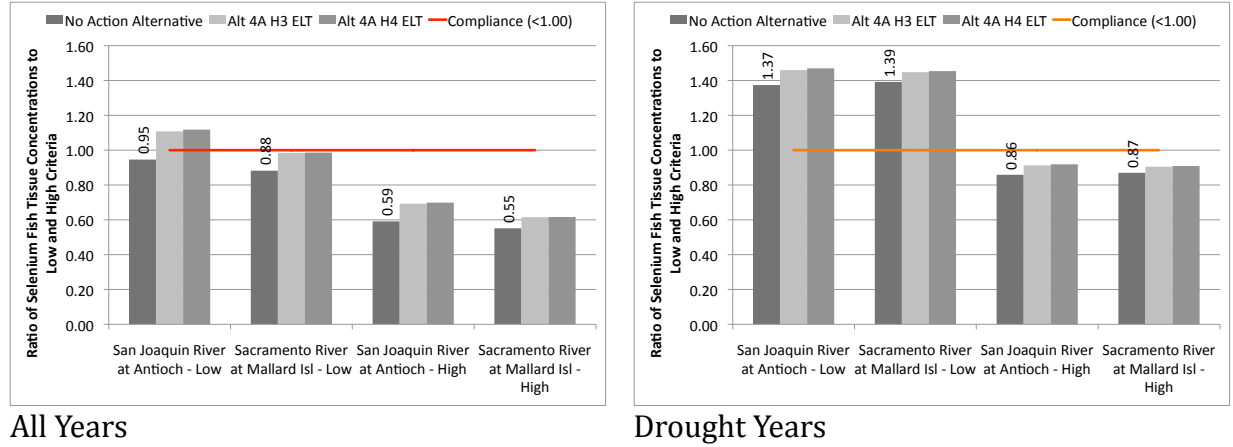 No Action Alternative Alt 4A H3 ELT Alt 4A H4 ELT Compliance (<1.00)
Ratio of Selenium Fish Tissue Concentrations to
Low and High Criteria
1.60
1.40
1.20
1.00
0.80
0.60
0.40
0.20
0.00
0.95
0.88
0.59
0.55
San Joaquin River
at Antioch - Low
Sacramento River
at Mallard Isl - Low
San Joaquin River
at Antioch - High
Sacramento River
at Mallard Isl -
High
All Years
No Action Alternative Alt 4A H3 ELT Alt 4A H4 ELT Compliance (<1.00)
Ratio of Selenium Fish Tissue Concentrations to
Low and High Criteria
1.60
1.40
1.20
1.00
0.80
0.60
0.40
0.20
0.00
1.37
1.39
0.86
0.87
San Joaquin River
at Antioch - Low
Sacramento River
at Mallard Isl - Low
San Joaquin River
at Antioch - High
Sacramento River
at Mallard Isl -
High
Drought Years